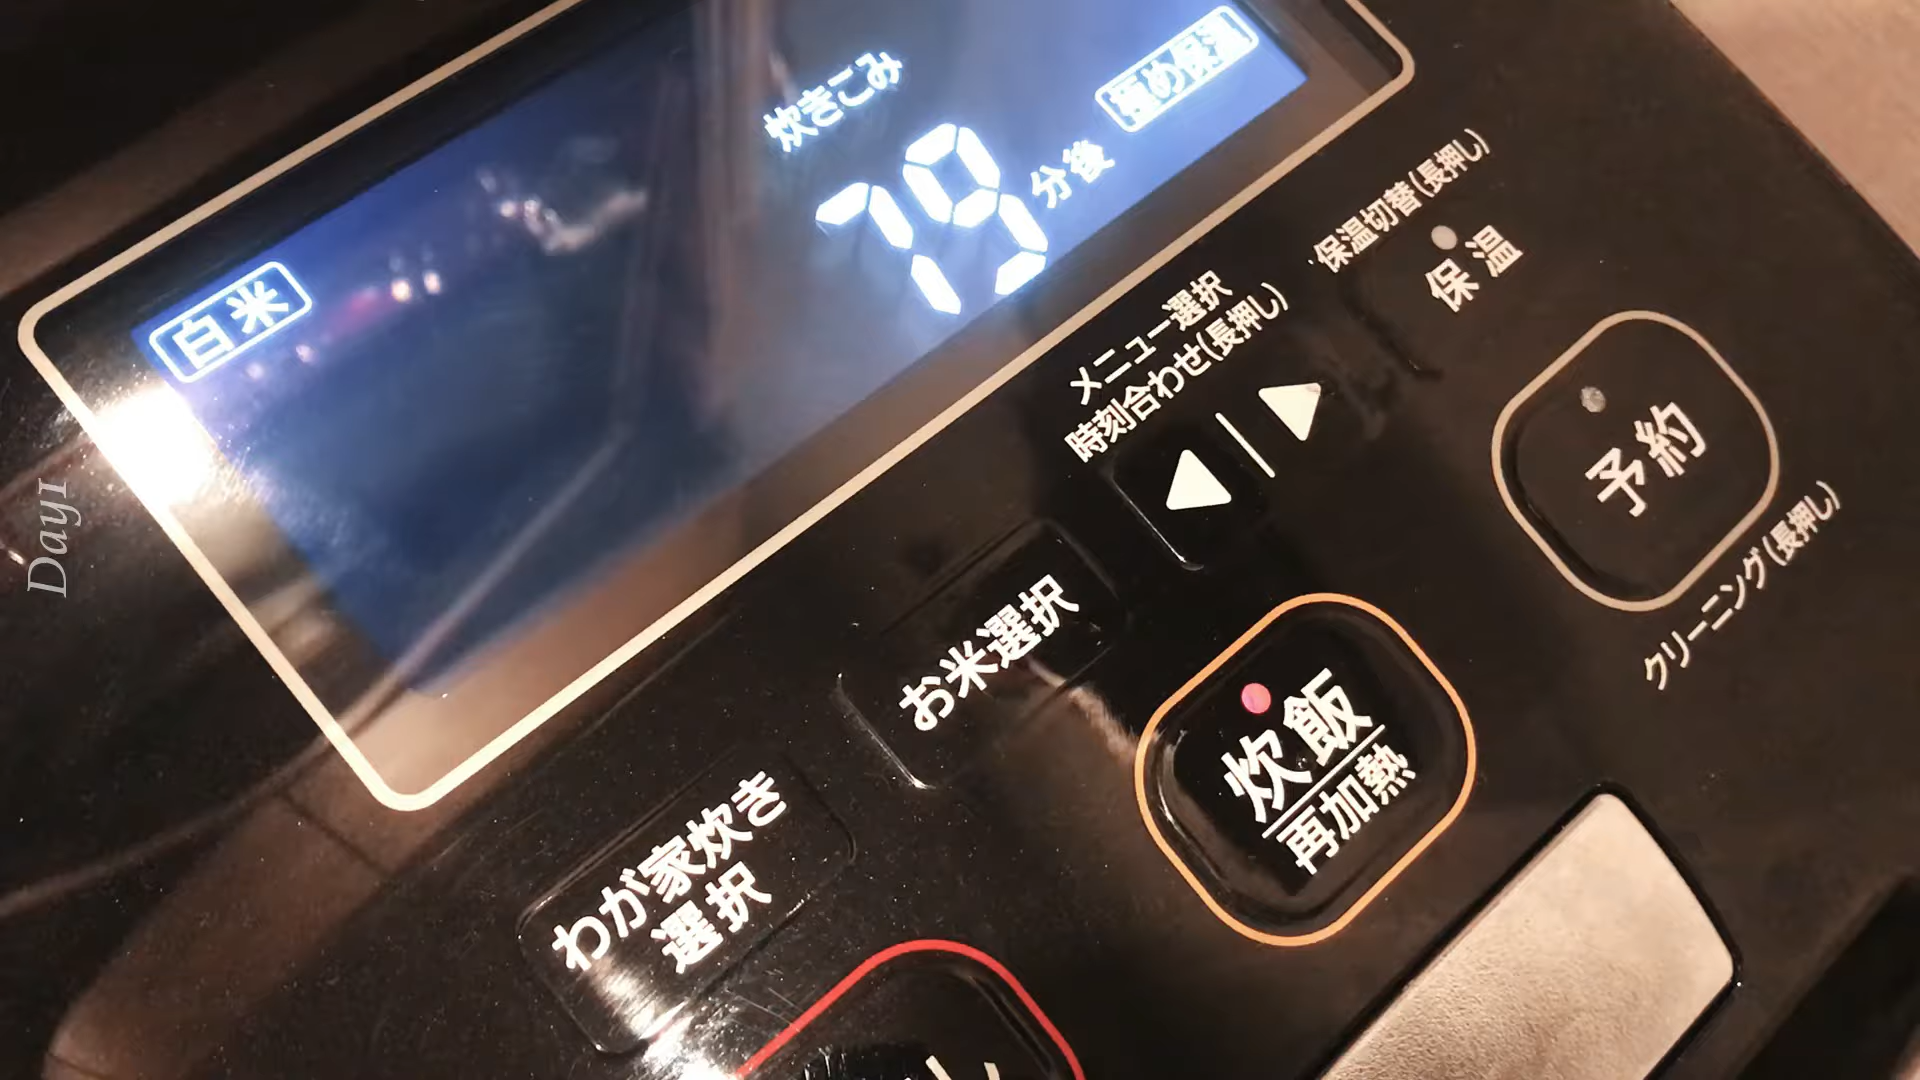 炊きこみ
極め保温
79分後
白米
保温切替(長押し)
保温
メニュー選択
時刻合わせ(長押し)
予約
クリーニング(長押し)
お米選択
炊飯
再加熱
わが家炊き
選択
Day1